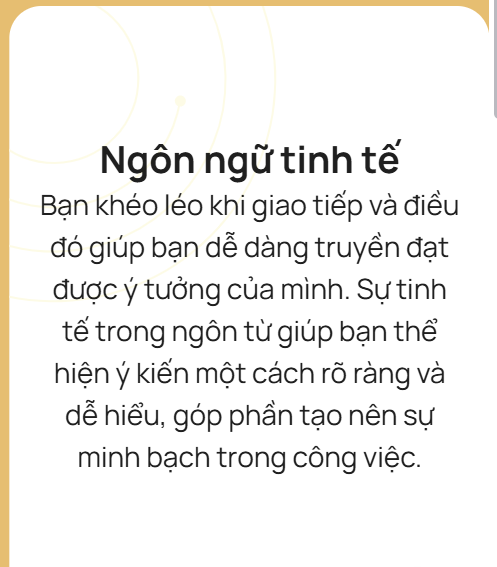 Ngôn ngữ tinh tế
Bạn khéo léo khi giao tiếp và điều
đó giúp bạn dễ dàng truyền đạt
được ý tưởng của mình. Sự tinh
tế trong ngôn từ giúp bạn thể
hiện ý kiến một cách rõ ràng và
dễ hiểu, góp phần tạo nên sự
minh bạch trong công việc.